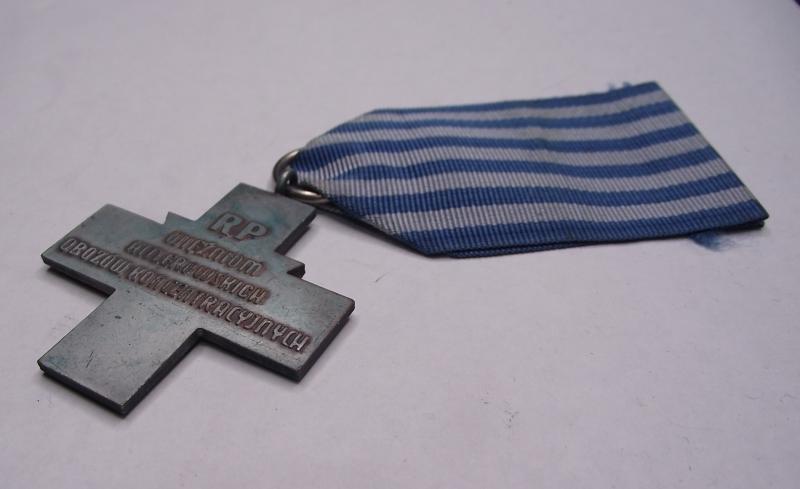 RP
WIĘŹNIOM
HITLEROWSKICH
OBOZÓW KONCENTRACYJNYCH